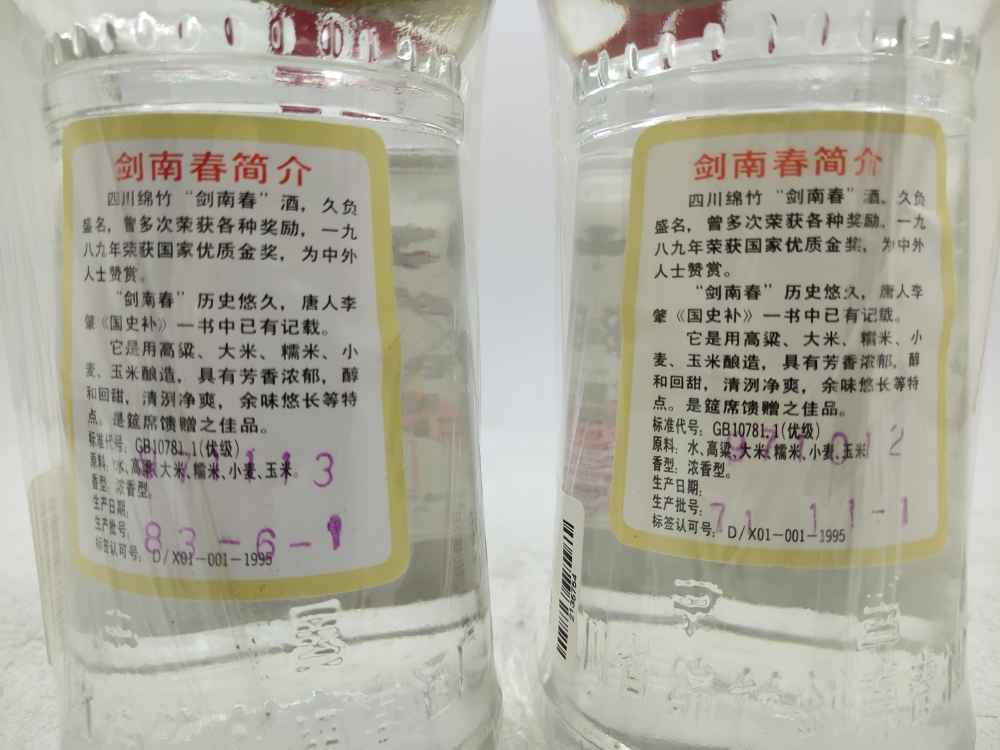 剑南春简介
四川绵竹“剑南春”酒，久负
盛名，曾多次荣获各种奖励，一九
八九年荣获国家优质金奖，为中外
人士赞赏。
“剑南春”历史悠久，唐人李
肇《国史补》一书中已有记载。
它是用高粱、大米、糯米、小
麦、玉米酿造，具有芳香浓郁，醇
和回甜，清洌净爽，余味悠长等特
点。是筵席馈赠之佳品。
标准代号：GB10781.1(优级)
原料：水、高粱、大米、糯米、小麦、玉米。
香型：浓香型。
生产日期：
生产批号：83-6-1
标签认可号：D/X01-001-1995
剑南春简介
四川绵竹“剑南春”酒，久负
盛名，曾多次荣获各种奖励，一九
八九年荣获国家优质金奖，为中外
人士赞赏。
“剑南春”历史悠久，唐人李
肇《国史补》一书中已有记载。
它是用高粱、大米、糯米、小
麦、玉米酿造，具有芳香浓郁，醇
和回甜，清洌净爽，余味悠长等特
点。是筵席馈赠之佳品。
标准代号：GB10781.1(优级)
原料：水、高粱、大米、糯米、小麦、玉米
香型：浓香型。
生产日期：
生产批号：71 11-1
标签认可号：D/X01-001-1995
2136784